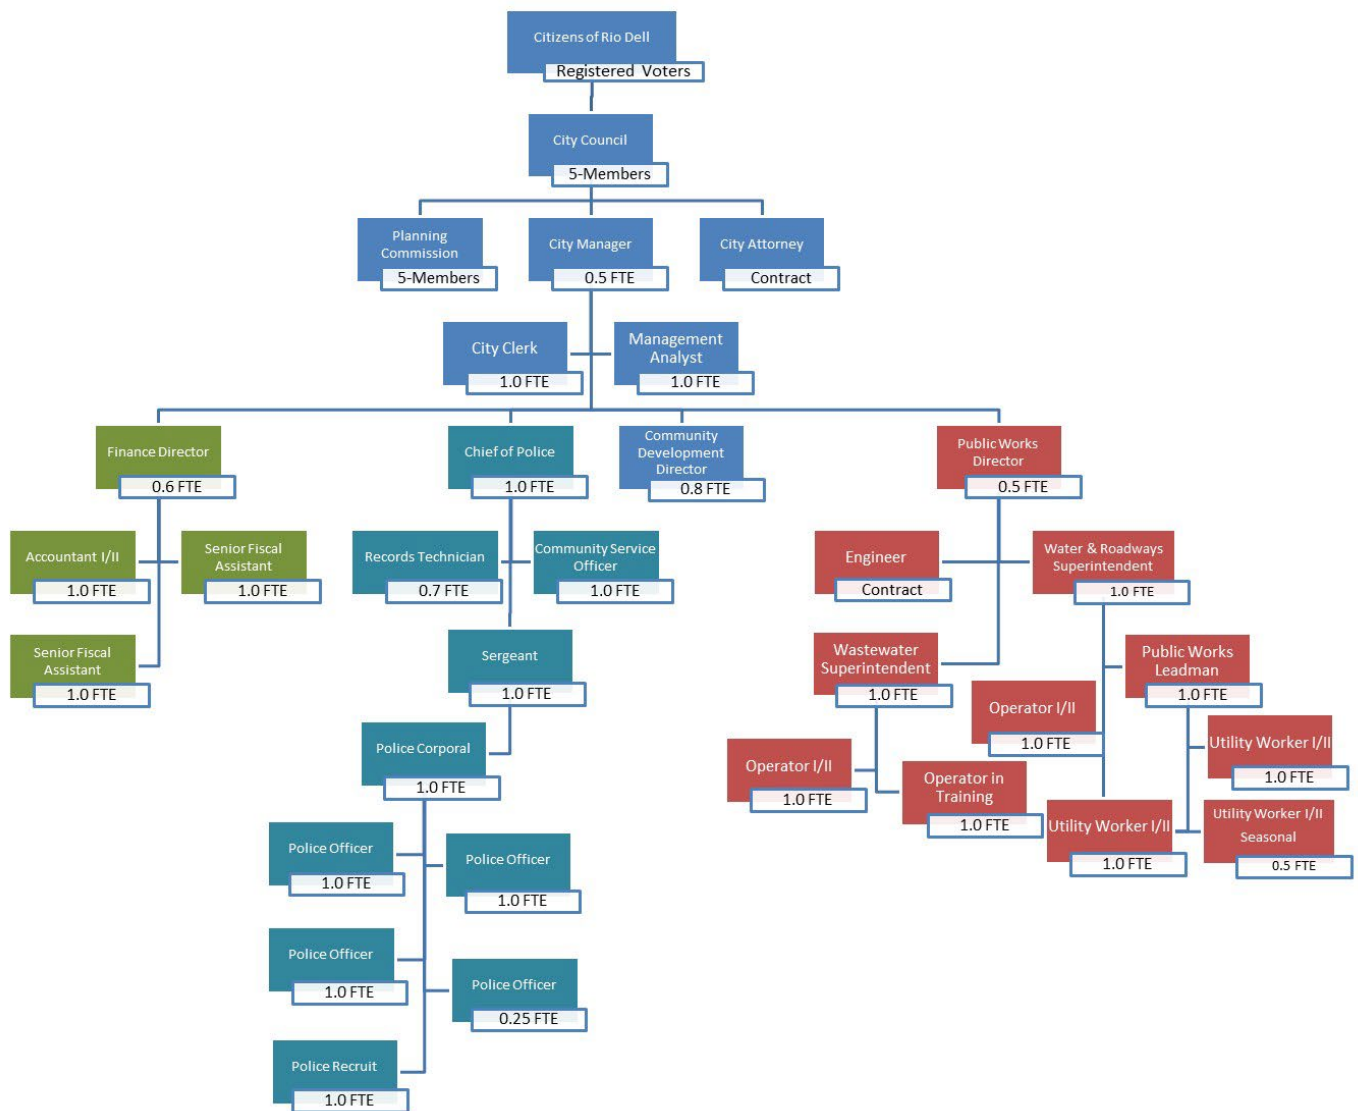 Citizens of Rio Dell
Registered Voters
City Council
5-Members
Planning
Commission
5-Members
City Manager
0.5 FTE
City Attorney
Contract
City Clerk
1.0 FTE
Management
Analyst
1.0 FTE
Finance Director
0.6 FTE
Chief of Police
1.0 FTE
Community
Development
Director
0.8 FTE
Public Works
Director
0.5 FTE
Accountant I/II
1.0 FTE
Senior Fiscal
Assistant
1.0 FTE
Records Technician
0.7 FTE
Community Service
Officer
1.0 FTE
Engineer
Contract
Water & Roadways
Superintendent
1.0 FTE
Senior Fiscal
Assistant
1.0 FTE
Sergeant
1.0 FTE
Wastewater
Superintendent
1.0 FTE
Public Works
Leadman
1.0 FTE
Operator I/II
1.0 FTE
Police Corporal
1.0 FTE
Operator I/II
1.0 FTE
Operator in
Training
1.0 FTE
Utility Worker I/II
1.0 FTE
Utility Worker I/II
1.0 FTE
Utility Worker I/II
Seasonal
0.5 FTE
Police Officer
1.0 FTE
Police Officer
1.0 FTE
Police Officer
1.0 FTE
Police Officer
0.25 FTE
Police Recruit
1.0 FTE